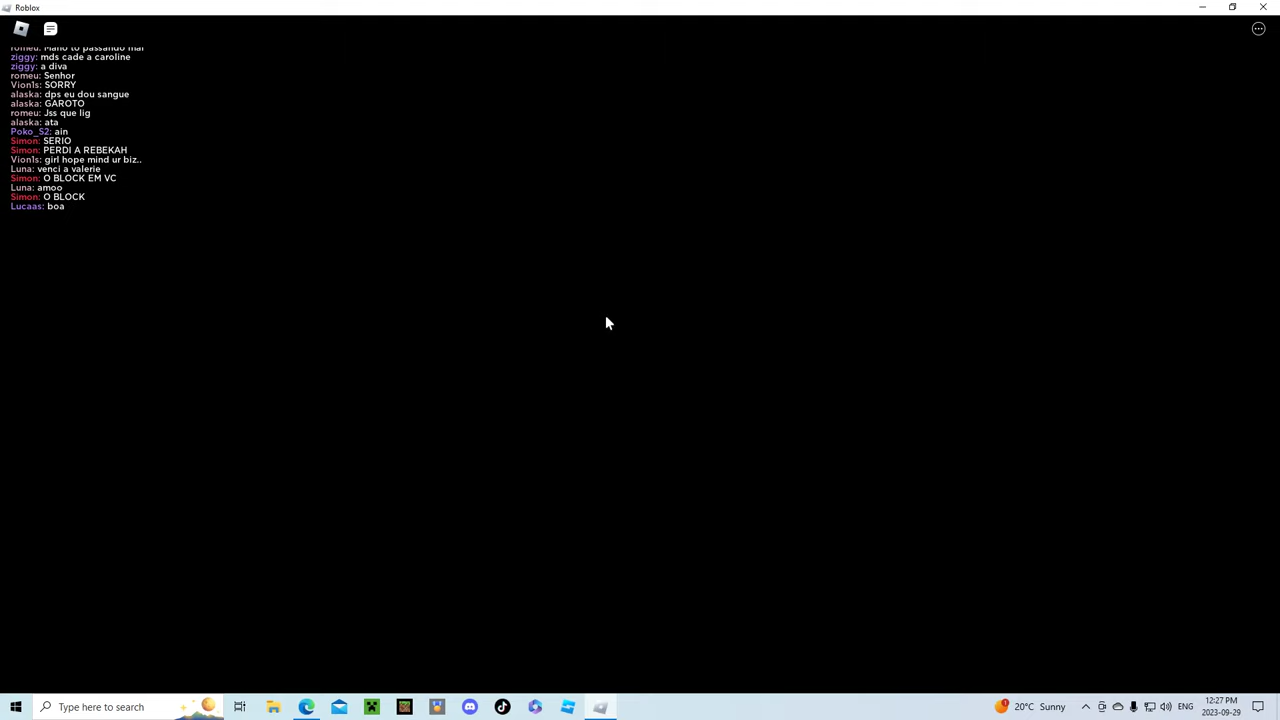 Roblox
romeu: Mano to passando mal
ziggy: mds cade a caroline
ziggy: a diva
romeu: Senhor
Vion1s: SORRY
alaska: dps eu dou sangue
alaska: GAROTO
romeu: Jss que lig
alaska: ata
Poko_S2: ain
Simon: SERIO
Simon: PERDI A REBEKAH
Vion1s: girl hope mind ur biz..
Luna: venci a valerie
Simon: O BLOCK EM VC
Luna: amoo
Simon: O BLOCK
Lucaas: boa
Type here to search
20°C Sunny
ENG
12:27 PM
2023-09-29